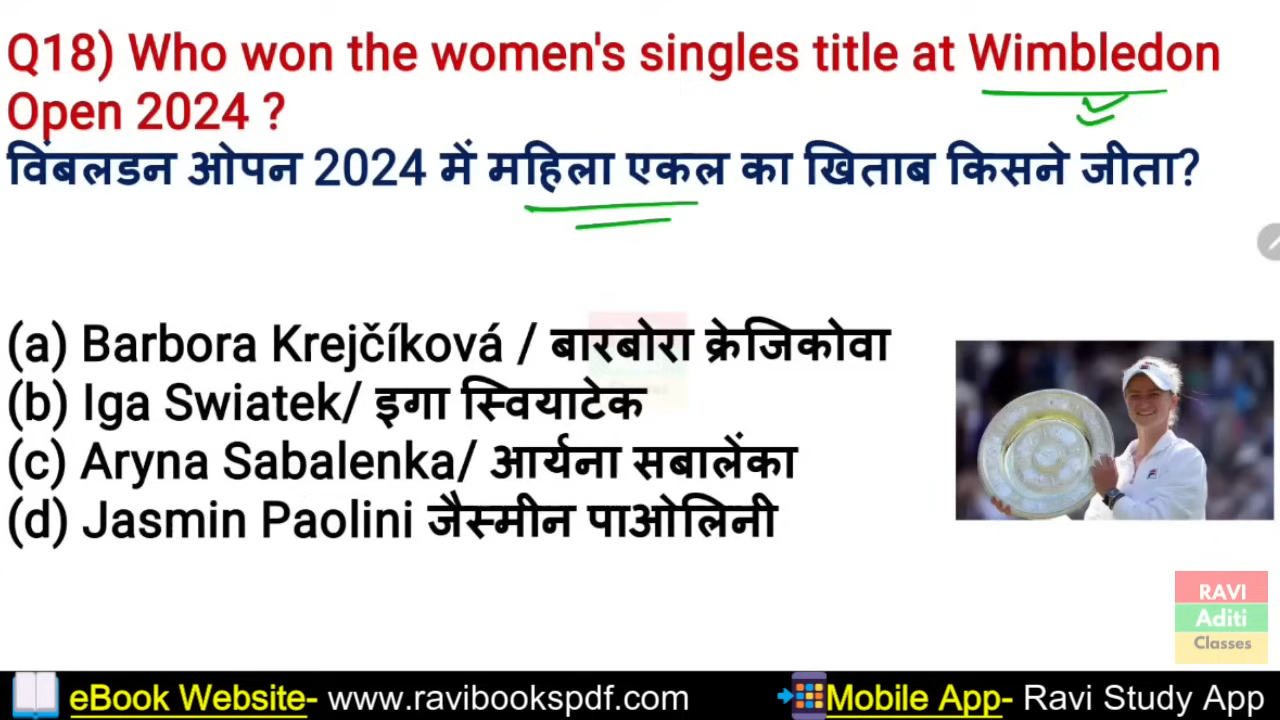 Q18) Who won the women's singles title at Wimbledon
Open 2024 ?
विंबलडन ओपन 2024 में महिला एकल का खिताब किसने जीता?
(a) Barbora Krejčíková / बारबोरा क्रेजिकोवा
(b) Iga Swiatek/ इगा स्वियाटेक
(c) Aryna Sabalenka/ आर्यना सबालेंका
(d) Jasmin Paolini जैस्मीन पाओलिनी
RAVI
Aditi
Classes
eBook Website- www.ravibookspdf.com
Mobile App- Ravi Study App